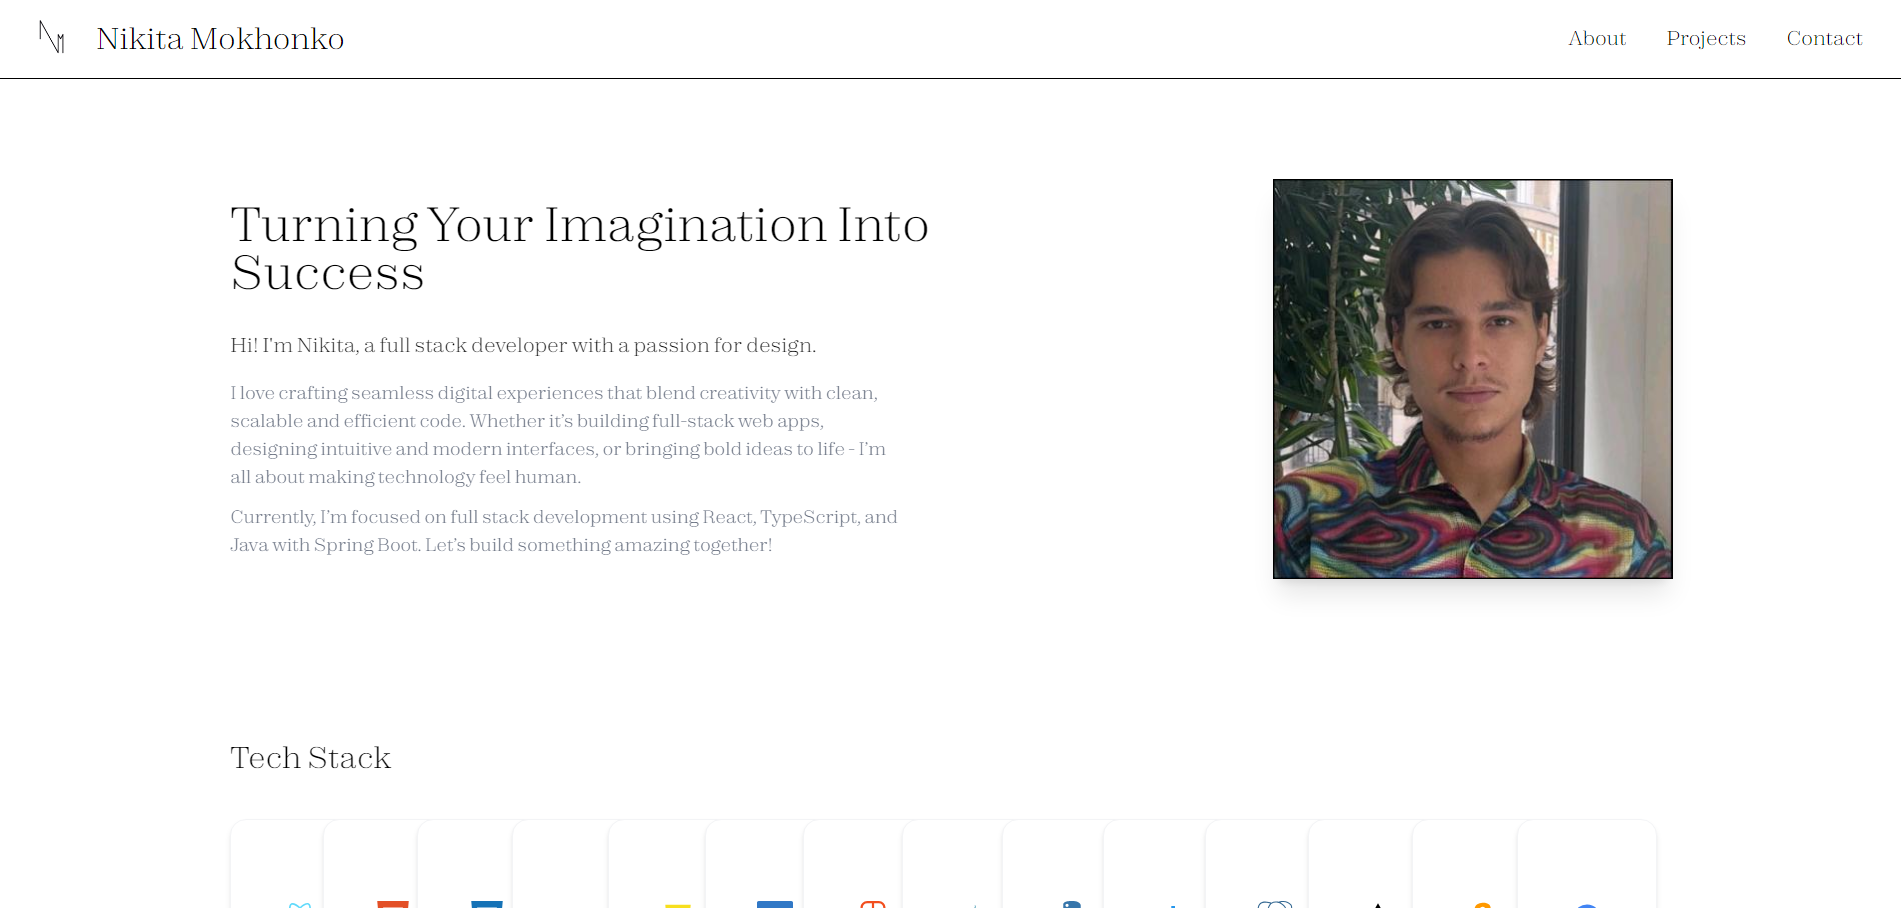 Nikita Mokhonko
About Projects Contact
Turning Your Imagination Into
Success
Hi! I'm Nikita, a full stack developer with a passion for design.
I love crafting seamless digital experiences that blend creativity with clean,
scalable and efficient code. Whether it’s building full-stack web apps,
designing intuitive and modern interfaces, or bringing bold ideas to life - I’m
all about making technology feel human.
Currently, I’m focused on full stack development using React, TypeScript, and
Java with Spring Boot. Let’s build something amazing together!
Tech Stack